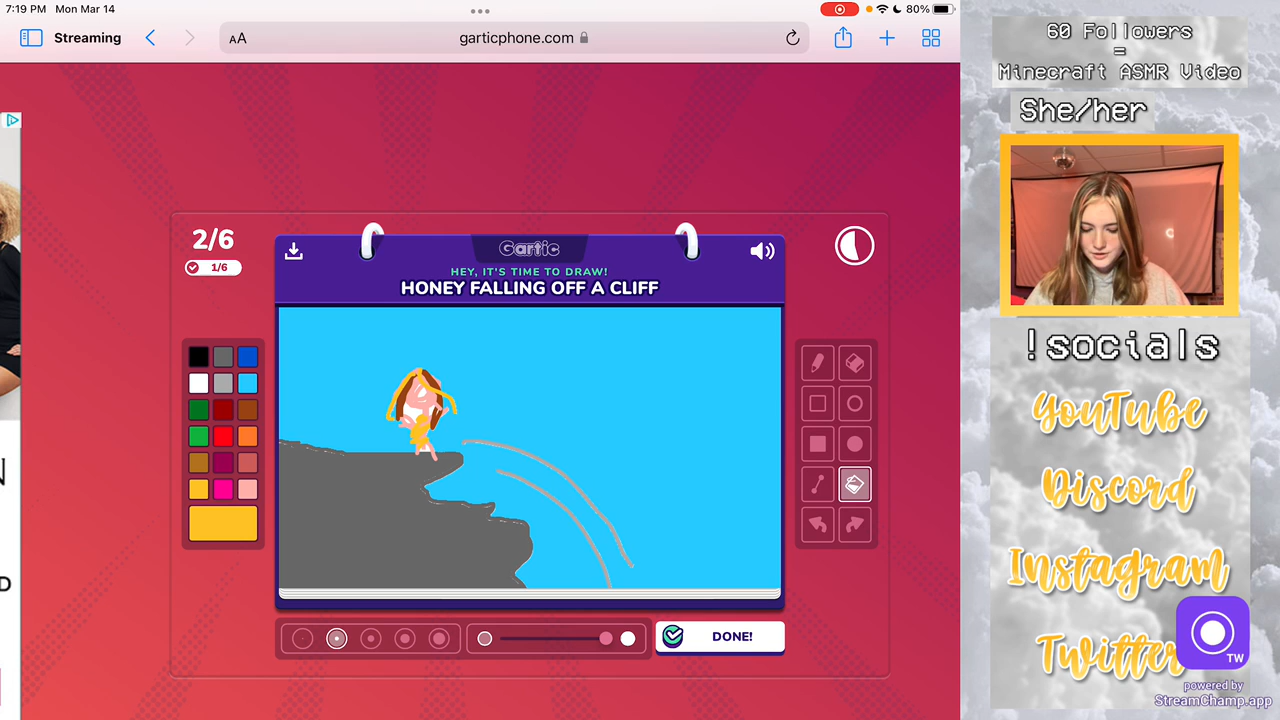 7:19 PM Mon Mar 14
80%
Streaming
AA
garticphone.com
2/6
1/6
Gartic
HEY, IT'S TIME TO DRAW!
HONEY FALLING OFF A CLIFF
DONE!
N
D
60 Followers
=
Minecraft ASMR Video
She/her
!socials
YouTube
Discord
Instagram
Twitter
TW
powered by
StreamChamp.app